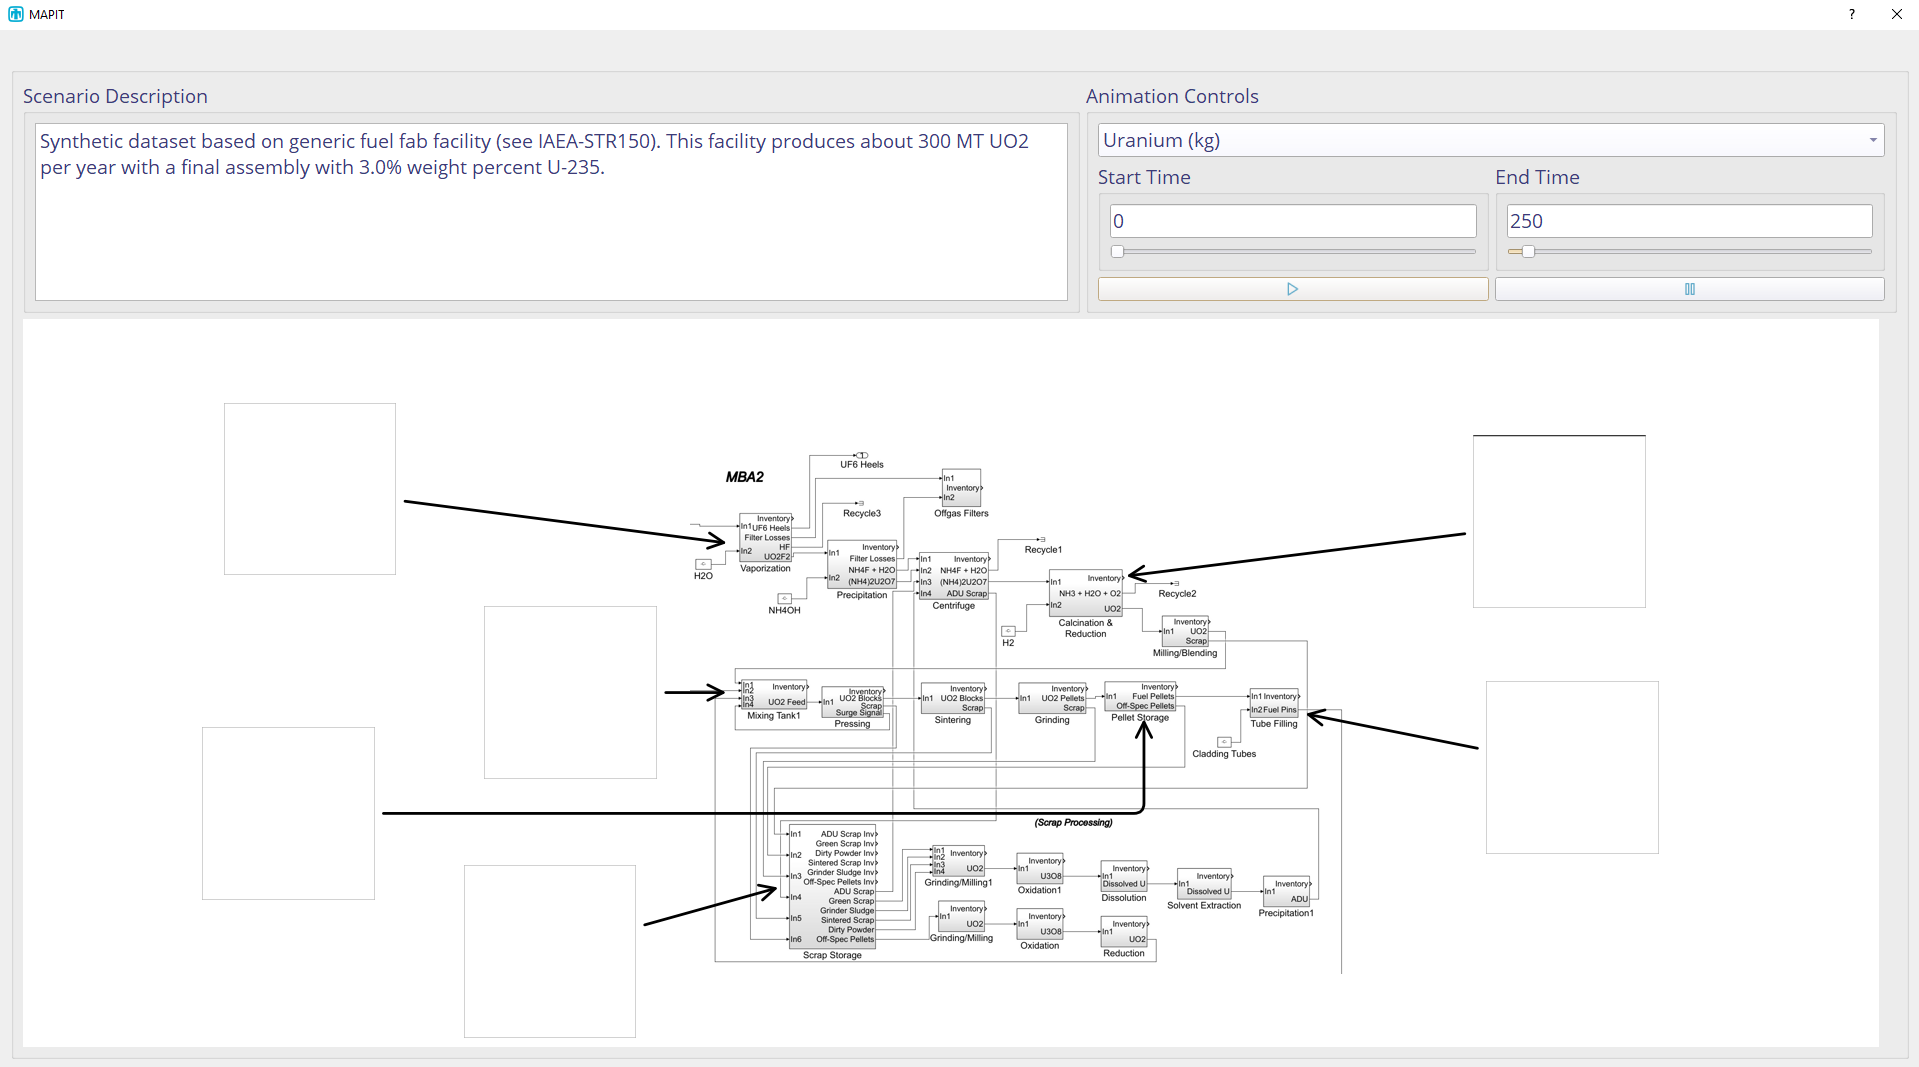 MAPIT
?
Scenario Description
Synthetic dataset based on generic fuel fab facility (see IAEA-STR150). This facility produces about 300 MT UO2
per year with a final assembly with 3.0% weight percent U-235.
Animation Controls
Uranium (kg)
Start Time
End Time
0
250
MBA2
UF6 Heels
In1
Inventory
In2
Offgas Filters
Recycle3
Inventory
In1
UF6 Heels
Filter Losses
HF
In2
UO2F2
Vaporization
H2O
Inventory
In1
Filter Losses
NH4F + H2O
In2
(NH4)2U2O7
Precipitation
NH4OH
Recycle1
In1
Inventory
In2
NH4F + H2O
In3
(NH4)2U2O7
In4
ADU Scrap
Centrifuge
Inventory
In1
NH3 + H2O + O2
In2
UO2
Calcination &
Reduction
H2
Recycle2
Inventory
In1
UO2
Scrap
Milling/Blending
In1
In2
In3
In4
Inventory
UO2 Feed
Mixing Tank1
In1
Inventory
UO2 Blocks
Scrap
Surge Signal
Pressing
In1
Inventory
UO2 Blocks
Scrap
Sintering
In1
Inventory
UO2 Pellets
Scrap
Grinding
In1
Inventory
Fuel Pellets
Off-Spec Pellets
Pellet Storage
In1 Inventory
In2 Fuel Pins
Tube Filling
Cladding Tubes
(Scrap Processing)
In1
In2
In3
In4
In5
In6
ADU Scrap Inv
Green Scrap Inv
Dirty Powder Inv
Sintered Scrap Inv
Grinder Sludge Inv
Off-Spec Pellets Inv
ADU Scrap
Green Scrap
Grinder Sludge
Sintered Scrap
Dirty Powder
Off-Spec Pellets
Scrap Storage
In1
In2
In3
In4
Inventory
UO2
Grinding/Milling1
Inventory
In1
U3O8
Oxidation1
Inventory
In1
Dissolved U
Dissolution
Inventory
In1
Dissolved U
Solvent Extraction
Inventory
In1
ADU
Precipitation1
Inventory
In1
UO2
Grinding/Milling
Inventory
In1
U3O8
Oxidation
Inventory
In1
UO2
Reduction